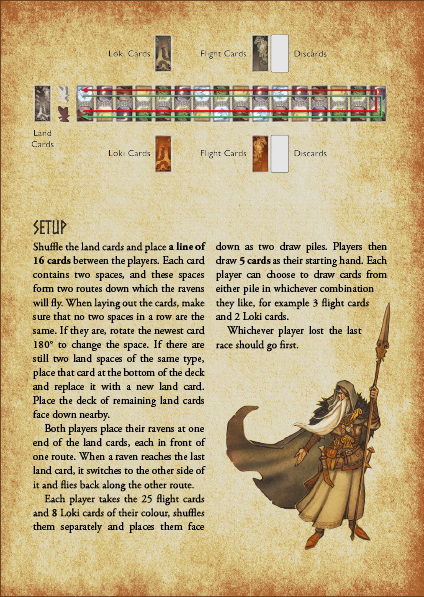 Loki Cards
Flight Cards
Discards
Land
Cards
Loki Cards
Flight Cards
Discards
SETUP
Shuffle the land cards and place a line of
16 cards between the players. Each card
contains two spaces, and these spaces
form two routes down which the ravens
will fly. When laying out the cards, make
sure that no two spaces in a row are the
same. If they are, rotate the newest card
180° to change the space. If there are
still two land spaces of the same type,
place that card at the bottom of the deck
and replace it with a new land card.
Place the deck of remaining land cards
face down nearby.
Both players place their ravens at one
end of the land cards, each in front of
one route. When a raven reaches the last
land card, it switches to the other side of
it and flies back along the other route.
Each player takes the 25 flight cards
and 8 Loki cards of their colour, shuffles
them separately and places them face
down as two draw piles. Players then
draw 5 cards as their starting hand. Each
player can choose to draw cards from
either pile in whichever combination
they like, for example 3 flight cards
and 2 Loki cards.
Whichever player lost the last
race should go first.